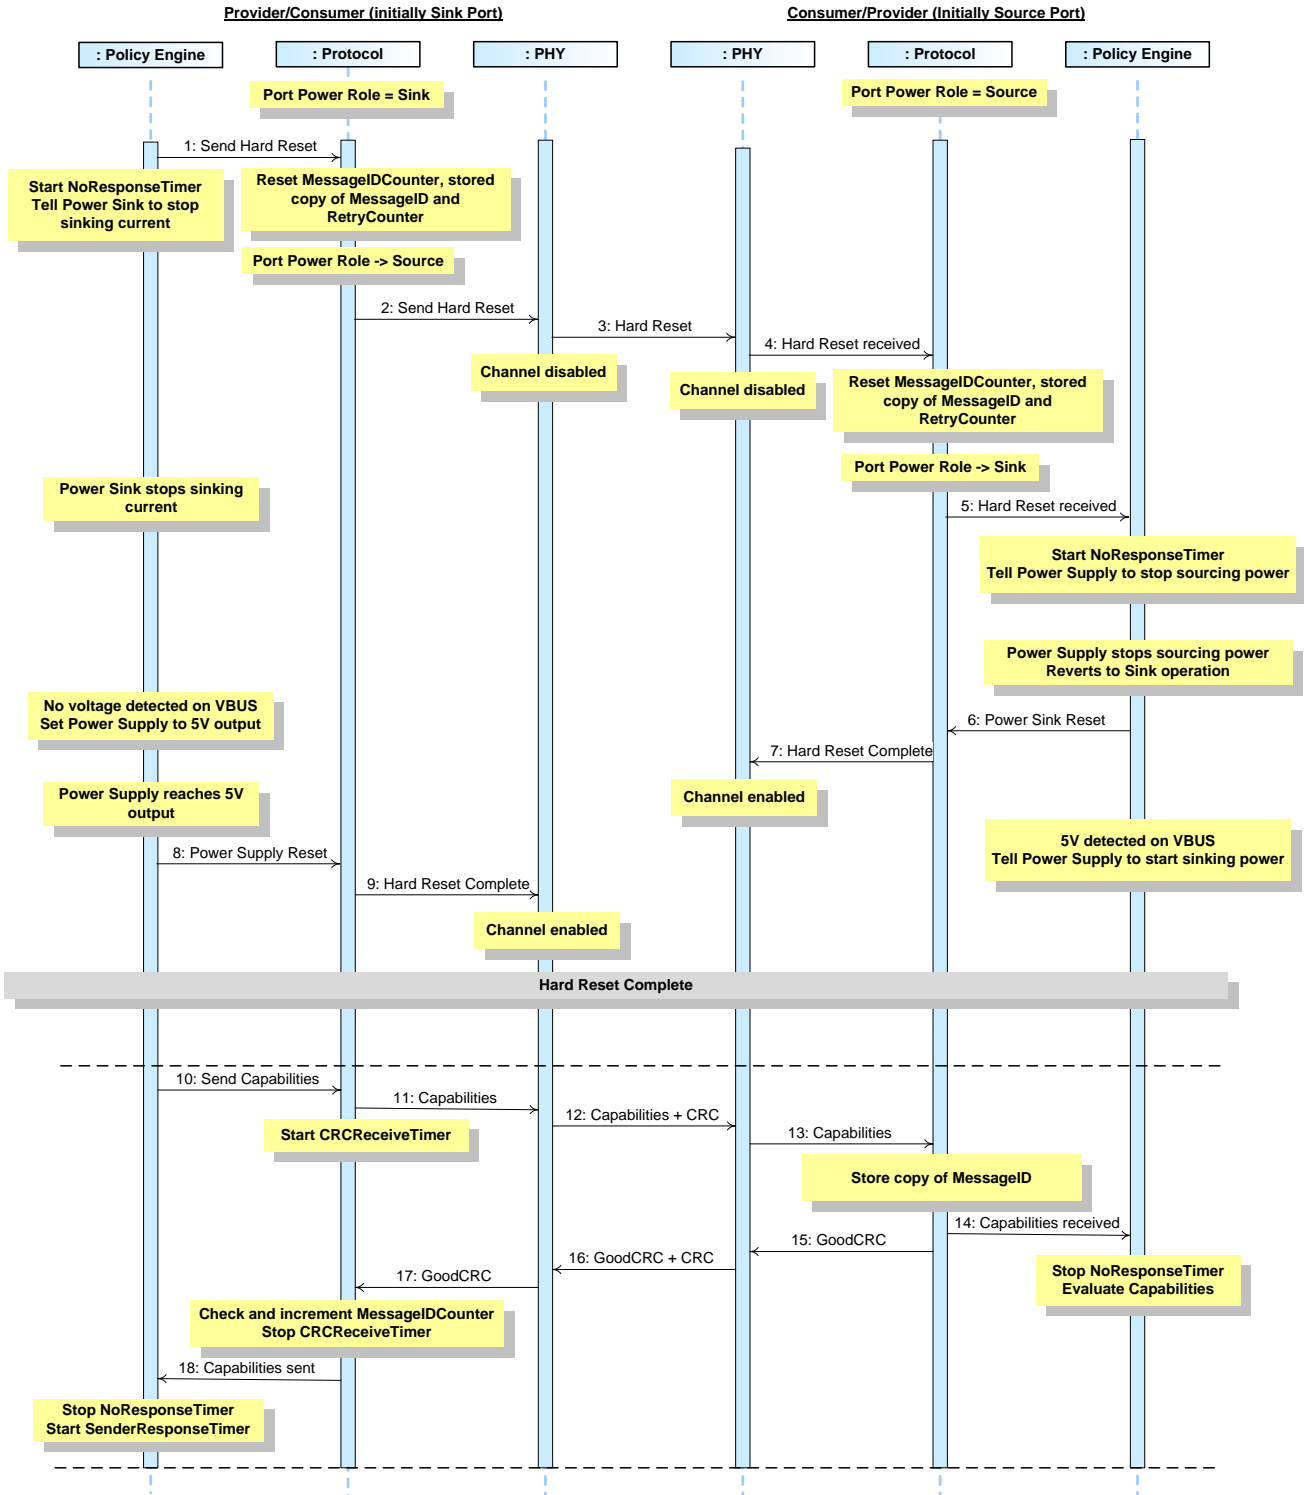 Provider/Consumer (initially Sink Port)
Consumer/Provider (Initially Source Port)
: Policy Engine
: Protocol
: PHY
: PHY
: Protocol
: Policy Engine
Port Power Role = Sink
Port Power Role = Source
1: Send Hard Reset
Start NoResponseTimer
Tell Power Sink to stop
sinking current
Reset MessageIDCounter, stored
copy of MessageID and
RetryCounter
Port Power Role -> Source
2: Send Hard Reset
3: Hard Reset
4: Hard Reset received
Channel disabled
Channel disabled
Reset MessageIDCounter, stored
copy of MessageID and
RetryCounter
Port Power Role -> Sink
Power Sink stops sinking
current
5: Hard Reset received
Start NoResponseTimer
Tell Power Supply to stop sourcing power
Power Supply stops sourcing power
Reverts to Sink operation
No voltage detected on VBUS
Set Power Supply to 5V output
6: Power Sink Reset
7: Hard Reset Complete
Channel enabled
Power Supply reaches 5V
output
5V detected on VBUS
Tell Power Supply to start sinking power
8: Power Supply Reset
9: Hard Reset Complete
Channel enabled
Hard Reset Complete
10: Send Capabilities
11: Capabilities
12: Capabilities + CRC
Start CRCReceiveTimer
13: Capabilities
Store copy of MessageID
14: Capabilities received
15: GoodCRC
16: GoodCRC + CRC
17: GoodCRC
Stop NoResponseTimer
Evaluate Capabilities
Check and increment MessageIDCounter
Stop CRCReceiveTimer
18: Capabilities sent
Stop NoResponseTimer
Start SenderResponseTimer